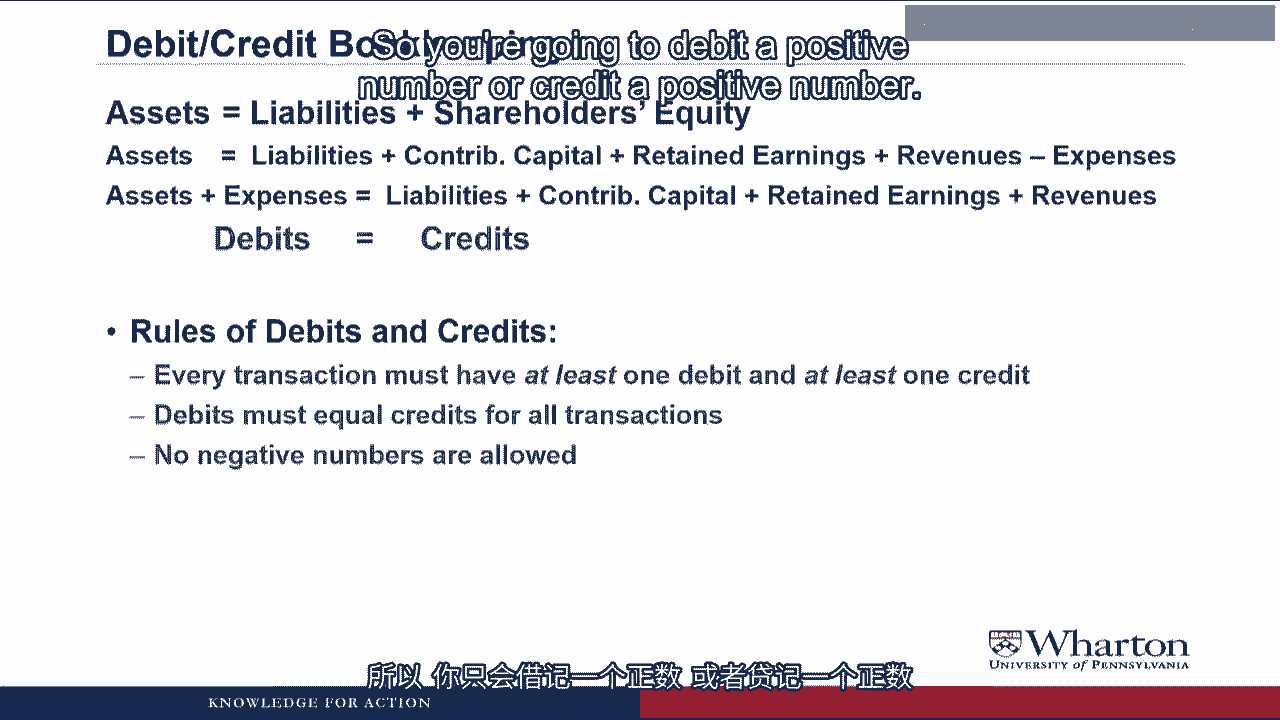 Debit/Credit Bookkeeping
So you're going to debit a positive
number or credit a positive number.
Assets = Liabilities + Shareholders' Equity
Assets = Liabilities + Contrib. Capital + Retained Earnings + Revenues – Expenses
Assets + Expenses = Liabilities + Contrib. Capital + Retained Earnings + Revenues
Debits = Credits
• Rules of Debits and Credits:
– Every transaction must have at least one debit and at least one credit
– Debits must equal credits for all transactions
– No negative numbers are allowed
Wharton
UNIVERSITY of PENNSYLVANIA
所以 你只会借记一个正数 或者贷记一个正数
KNOWLEDGE FOR ACTION